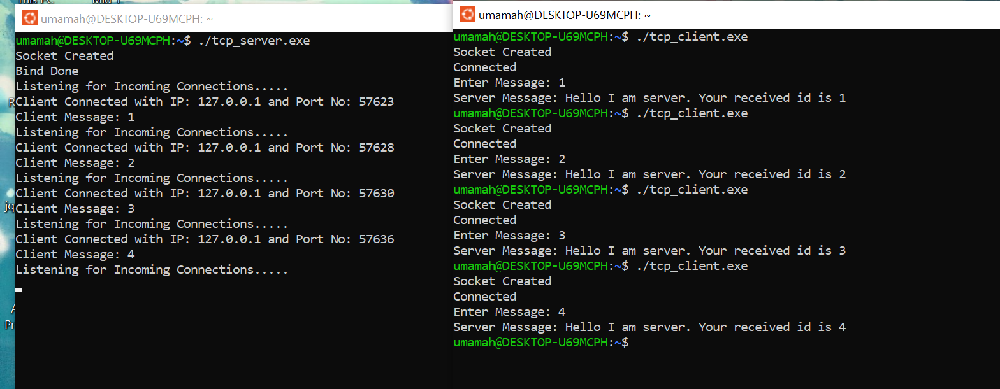 This PC
Mid 1
umamah@DESKTOP-U69MCPH: ~
umamah@DESKTOP-U69MCPH:~$ ./tcp_server.exe
Socket Created
Bind Done
Listening for Incoming Connections.....
Client Connected with IP: 127.0.0.1 and Port No: 57623
Client Message: 1
Listening for Incoming Connections.....
Client Connected with IP: 127.0.0.1 and Port No: 57628
Client Message: 2
Listening for Incoming Connections.....
Client Connected with IP: 127.0.0.1 and Port No: 57630
Client Message: 3
Listening for Incoming Connections.....
Client Connected with IP: 127.0.0.1 and Port No: 57636
Client Message: 4
Listening for Incoming Connections.....
R
jq
A
Pr
umamah@DESKTOP-U69MCPH: ~
umamah@DESKTOP-U69MCPH:~$ ./tcp_client.exe
Socket Created
Connected
Enter Message: 1
Server Message: Hello I am server. Your received id is 1
umamah@DESKTOP-U69MCPH:~$ ./tcp_client.exe
Socket Created
Connected
Enter Message: 2
Server Message: Hello I am server. Your received id is 2
umamah@DESKTOP-U69MCPH:~$ ./tcp_client.exe
Socket Created
Connected
Enter Message: 3
Server Message: Hello I am server. Your received id is 3
umamah@DESKTOP-U69MCPH:~$ ./tcp_client.exe
Socket Created
Connected
Enter Message: 4
Server Message: Hello I am server. Your received id is 4
umamah@DESKTOP-U69MCPH:~$